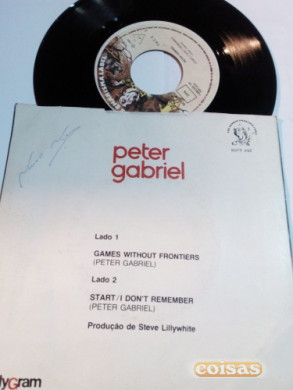 peter
gabriel
Lado 1
GAMES WITHOUT FRONTIERS
(PETER GABRIEL)
Lado 2
START/I DON'T REMEMBER
(PETER GABRIEL)
Produção de Steve Lillywhite
lyGram
coisas